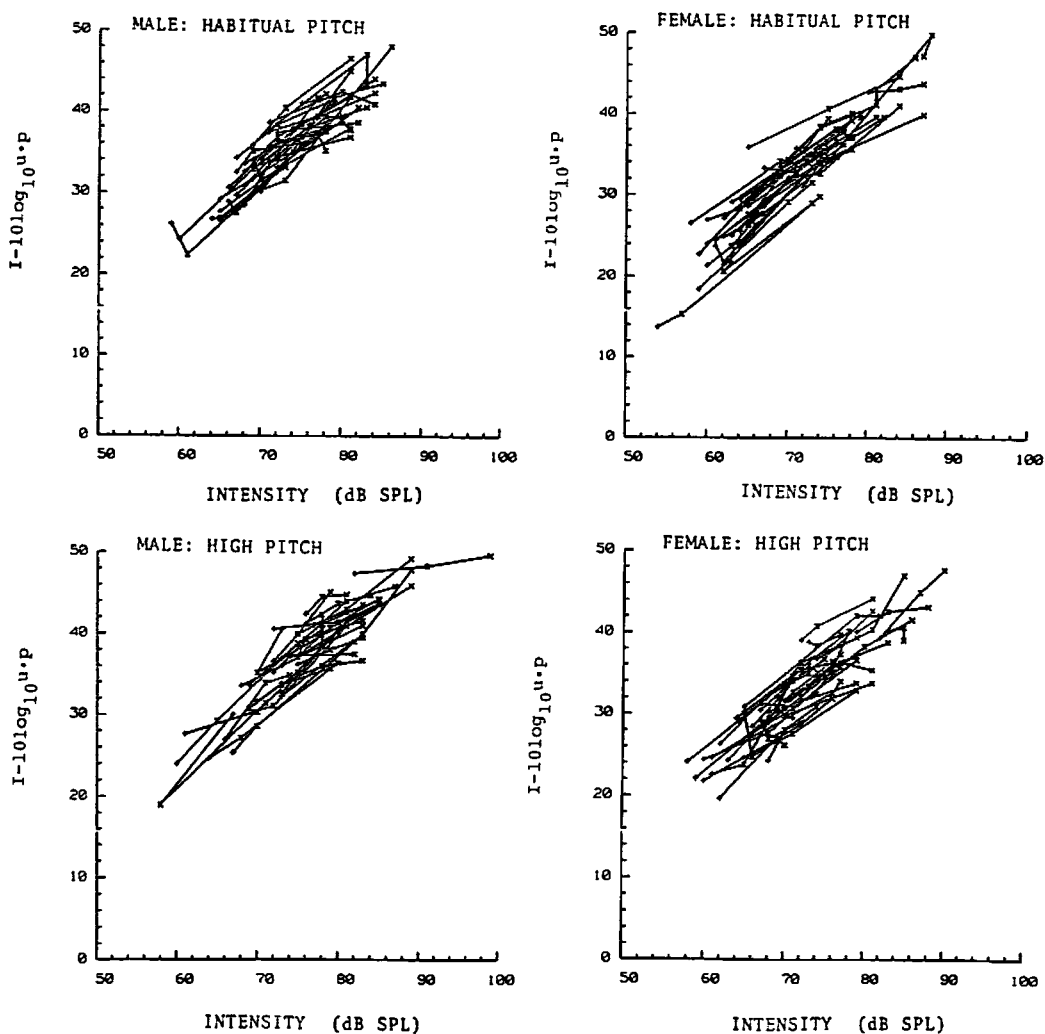 MALE: HABITUAL PITCH
50
40
30
20
10
0
I-10log10u·p
50 60 70 80 90 100
INTENSITY (dB SPL)
FEMALE: HABITUAL PITCH
50
40
30
20
10
0
I-10log10u·p
50 60 70 80 90 100
INTENSITY (dB SPL)
MALE: HIGH PITCH
50
40
30
20
10
0
I-10log10u·p
50 60 70 80 90 100
INTENSITY (dB SPL)
FEMALE: HIGH PITCH
50
40
30
20
10
0
I-10log10u·p
50 60 70 80 90 100
INTENSITY (dB SPL)